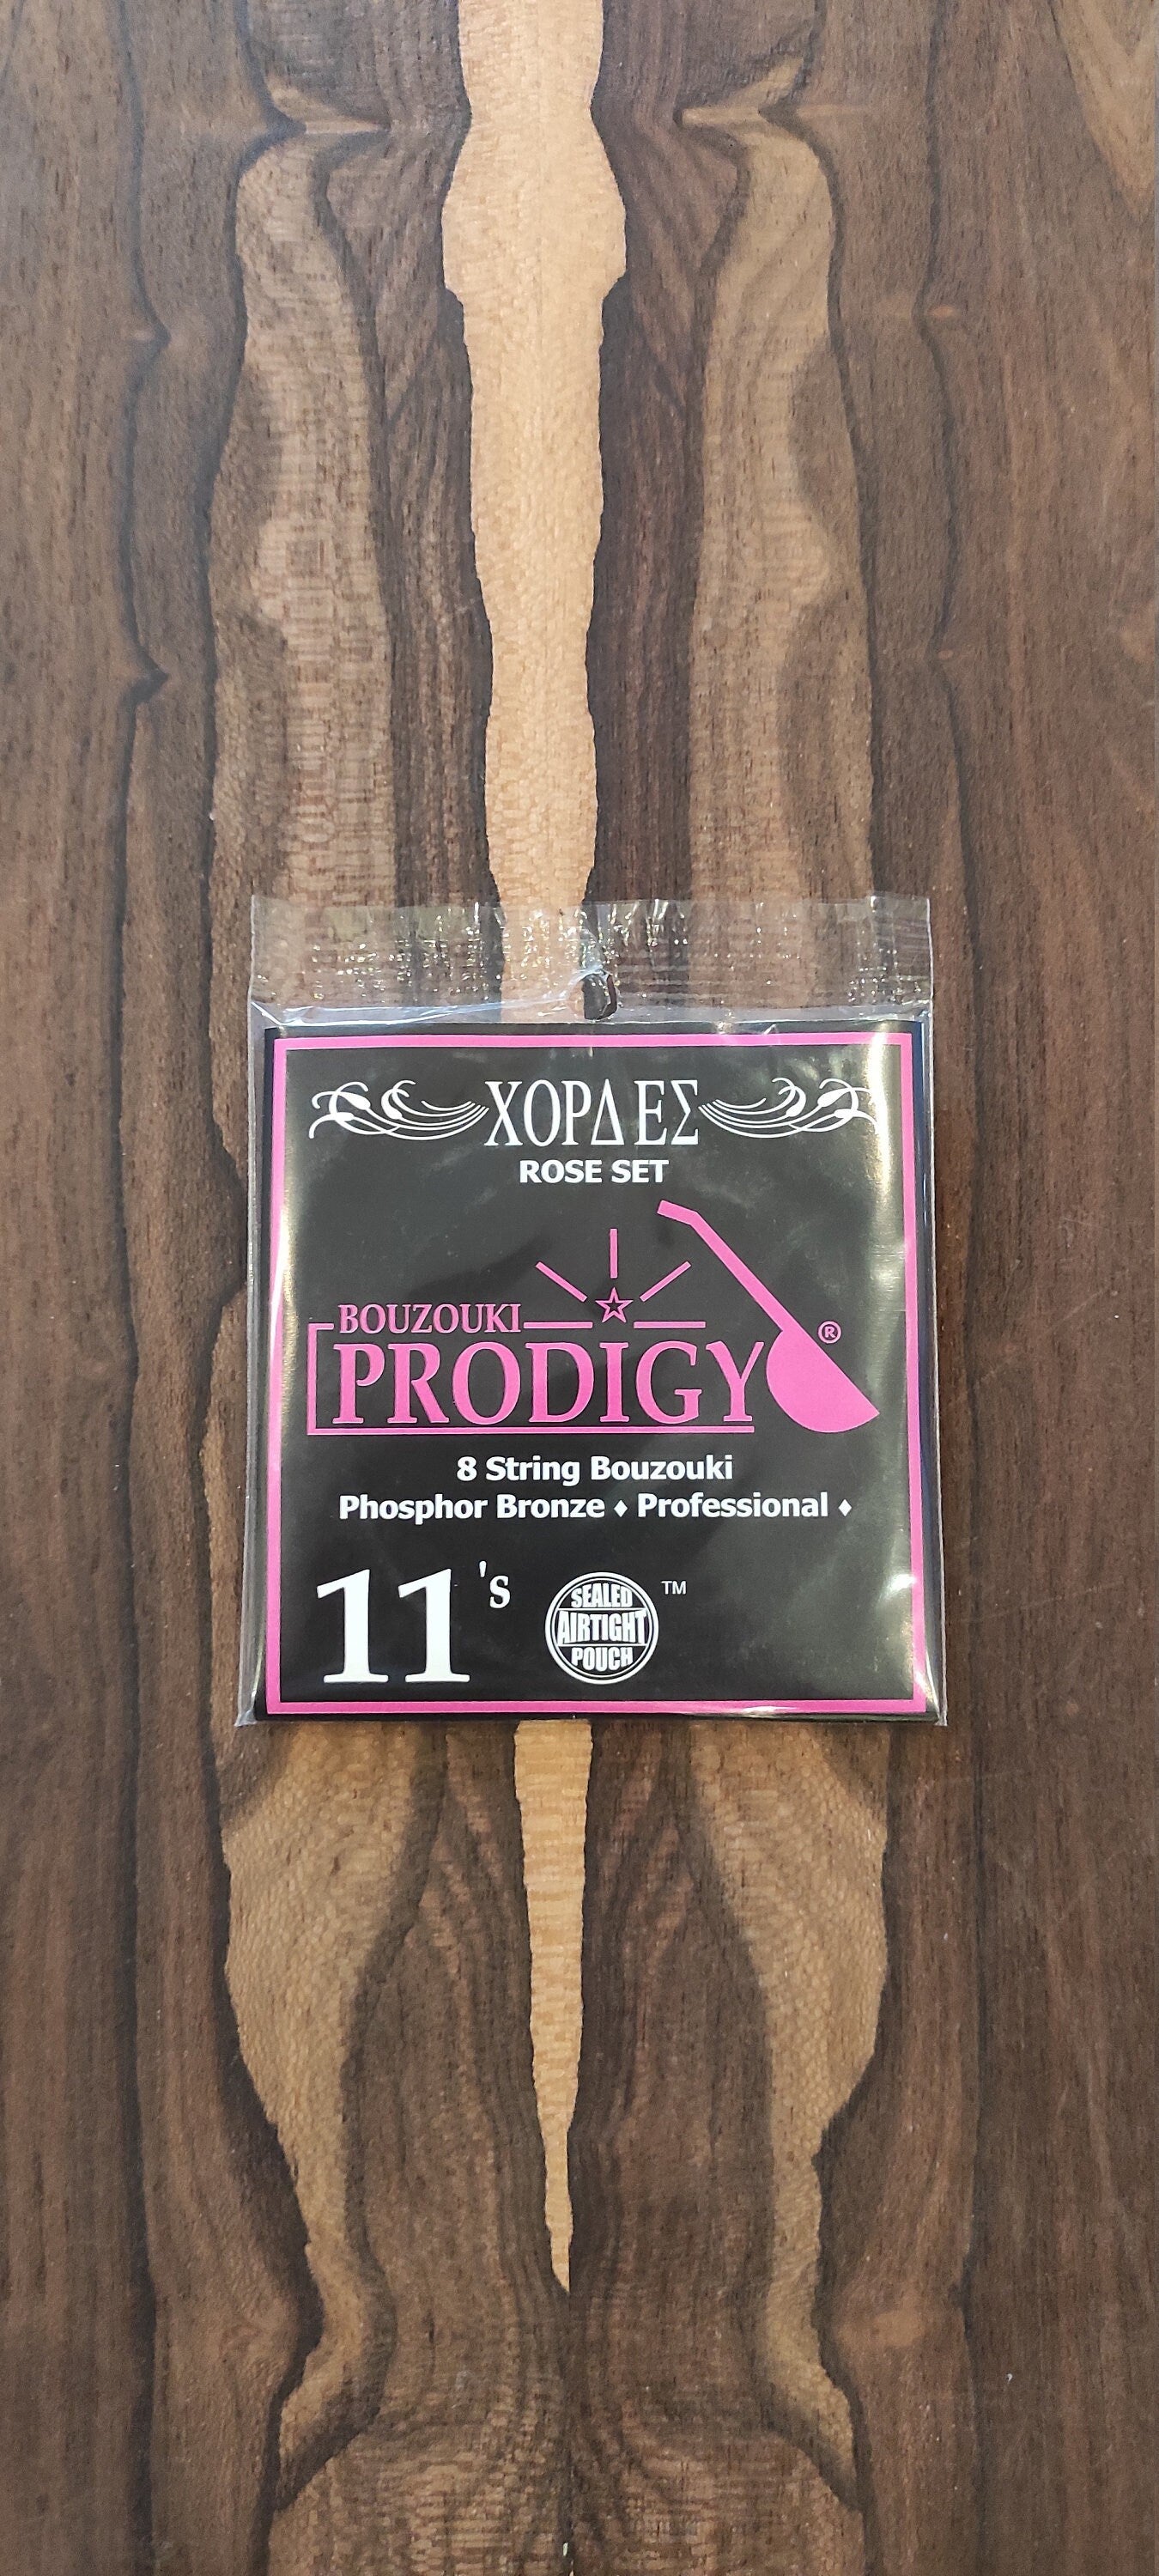 ΧΟΡΔΕΣ
ROSE SET
BOUZOUKI
PRODIGY®
8 String Bouzouki
Phosphor Bronze ♦ Professional ♦
11's
SEALED
AIRTIGHT
POUCH
TM